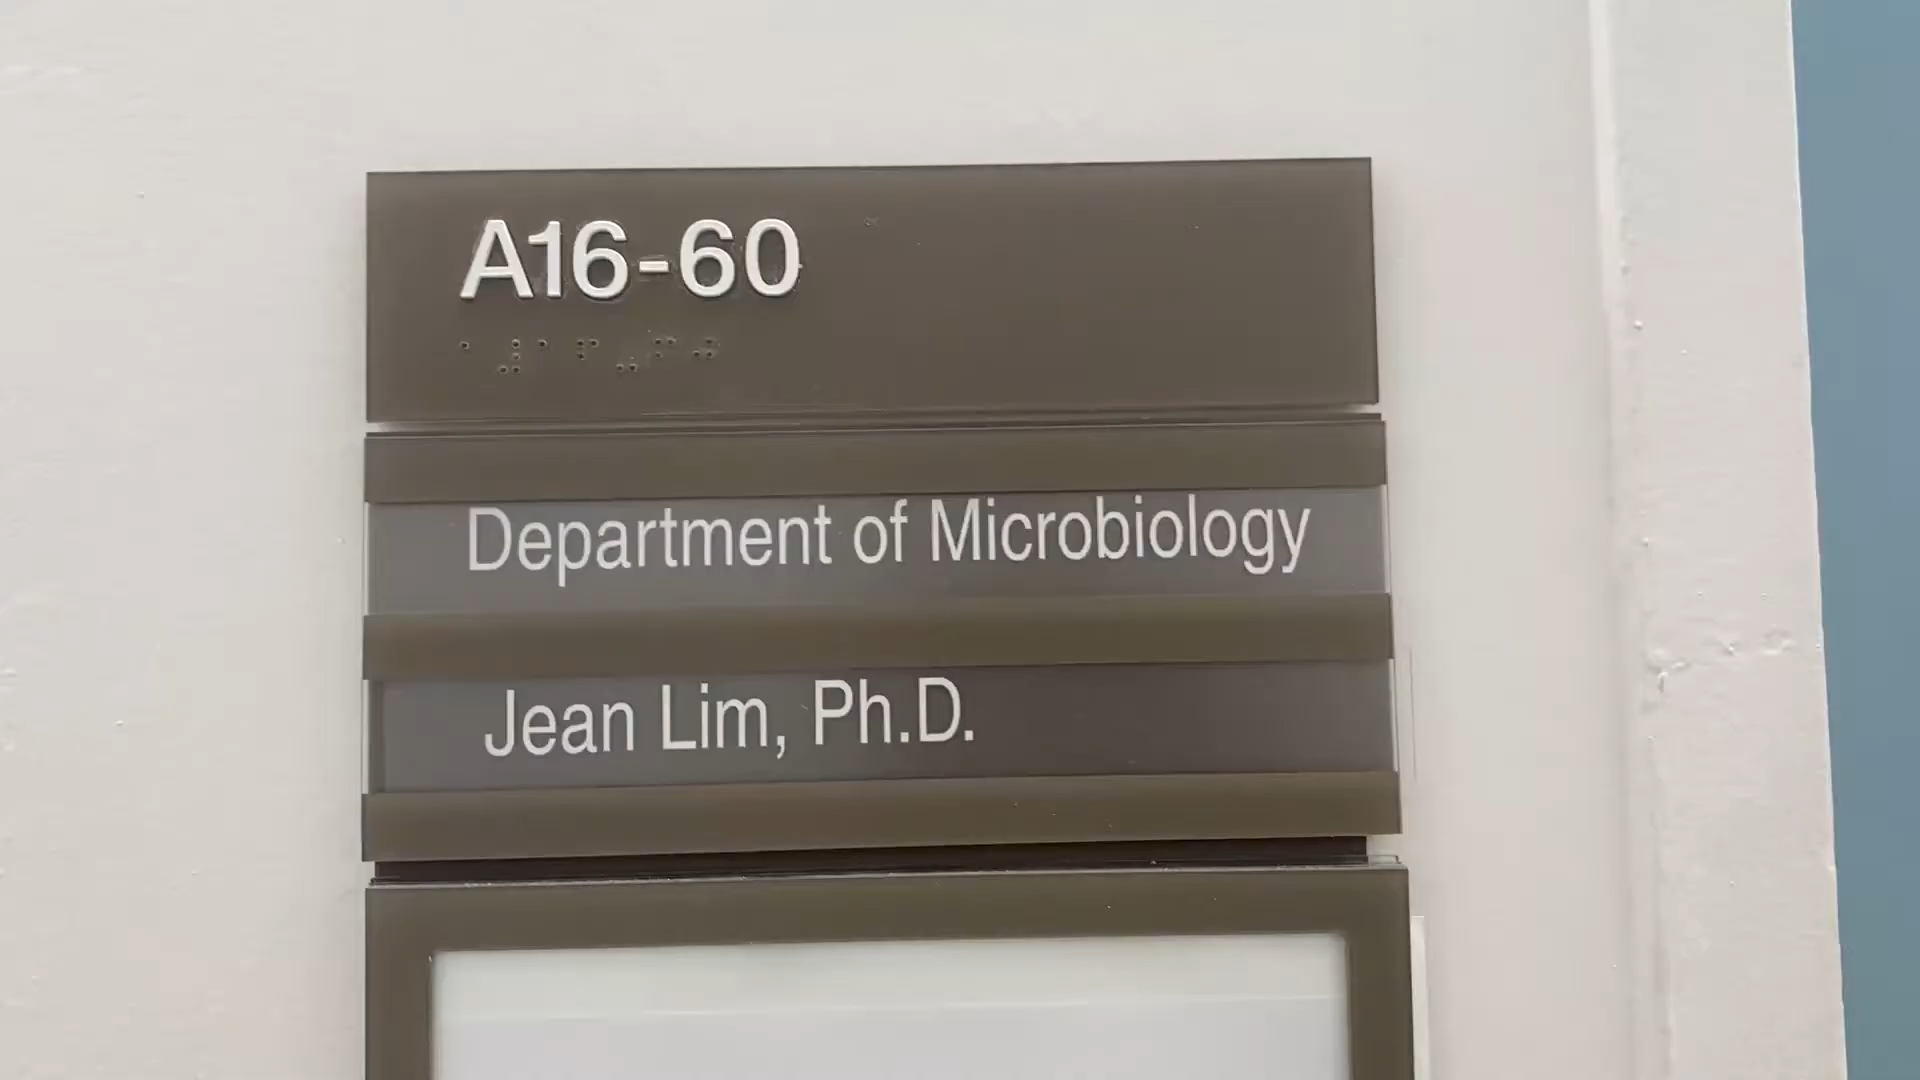 A16-60
⠁⠼⠁⠋⠤⠋⠚
Department of Microbiology
Jean Lim, Ph.D.